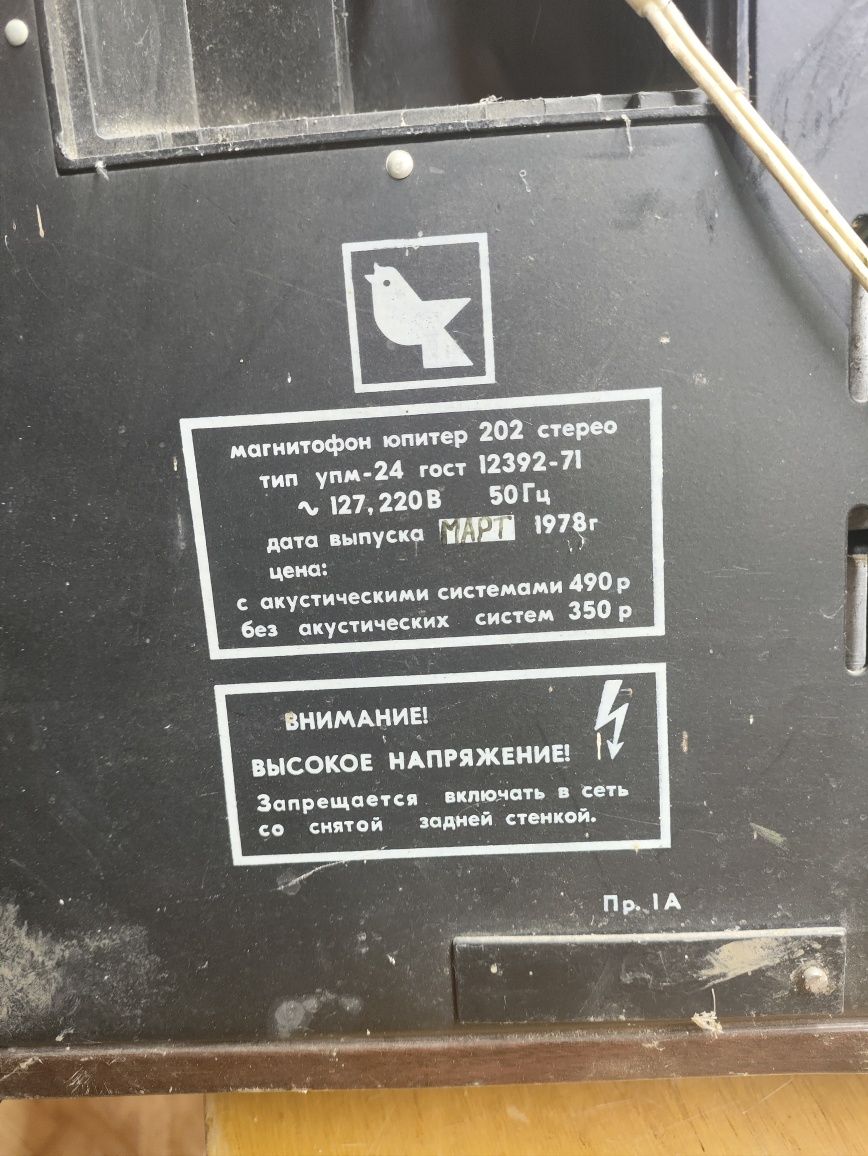 магнитофон юпитер 202 стерео
тип упм-24 гост 12392-71
~ 127, 220 В 50 Гц
дата выпуска МАРТ 1978г
цена:
с акустическими системами 490 р
без акустических систем 350 р
ВНИМАНИЕ!
ВЫСОКОЕ НАПРЯЖЕНИЕ!
Запрещается включать в сеть
со снятой задней стенкой.
Пр. 1А